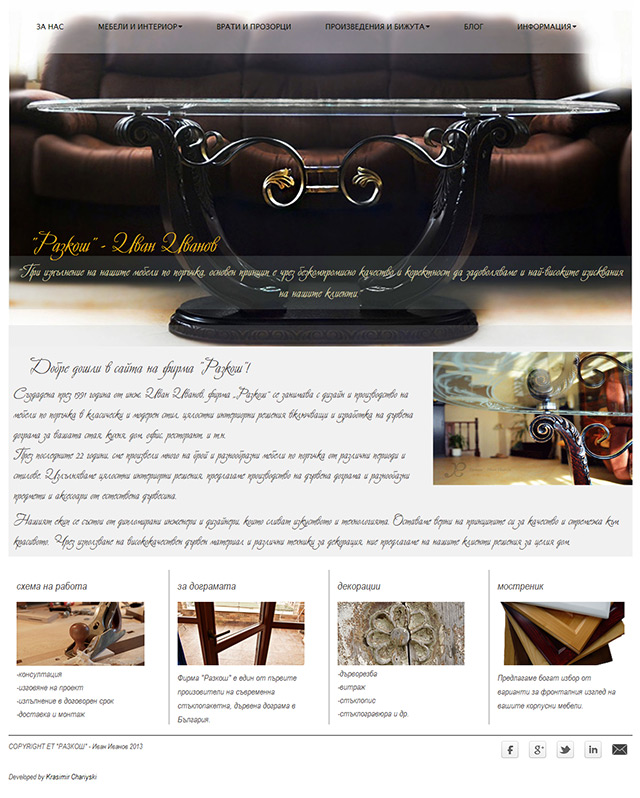 ЗА НАС МЕБЕЛИ И ИНТЕРИОР ВРАТИ И ПРОЗОРЦИ ПРОИЗВЕДЕНИЯ И БИЖУТА БЛОГ ИНФОРМАЦИЯ
"Разкош" - Иван Иванов
"При изпълнение на нашите мебели по поръчка, основен принцип е чрез безкомпромисно качество и коректност да задоволяваме и най-високите изисквания
на нашите клиенти."
Добре дошли в сайта на фирма "Разкош"!
Създадена през 1991 година от инж. Иван Иванов, фирма „Разкош" се занимава с дизайн и производство на
мебели по поръчка в класически и модерен стил, цялостни интериорни решения включващи и изработка на дървена
дограма за вашата стая, кухня, дом, офис, ресторант и т.н.
През последните 22 години, сме произвели много на брой и разнообразни мебели по поръчка от различни периоди и
стилове. Изпълняваме цялостни интериорни решения, предлагаме производство на дървена дограма и разнообразни
предмети и аксесоари от естествена дървесина.
Нашият екип се състои от дипломирани инженери и дизайнери, които сливат изкуството и технологията. Оставаме верни на принципите си за качество и стремежа към
красивото. Чрез използване на висококачествен дървен материал и различни техники за декорация, ние предлагаме на нашите клиенти решения за целия дом.
схема на работа
-консултация
-изговяне на проект
-изпълнение в договорен срок
-доставка и монтаж
за дограмата
Фирма "Разкош" е един от първите
производители на съвременна
стъклопакетна, дървена дограма в
България.
декорации
-дърворезба
-витраж
-стъклопис
-стъклогравюра и др.
мостреник
Предлагаме богат избор от
варианти за фронталния изглед на
вашите корпусни мебели.
COPYRIGHT ЕТ "РАЗКОШ" - Иван Иванов 2013
Developed by Krasimir Chariyski